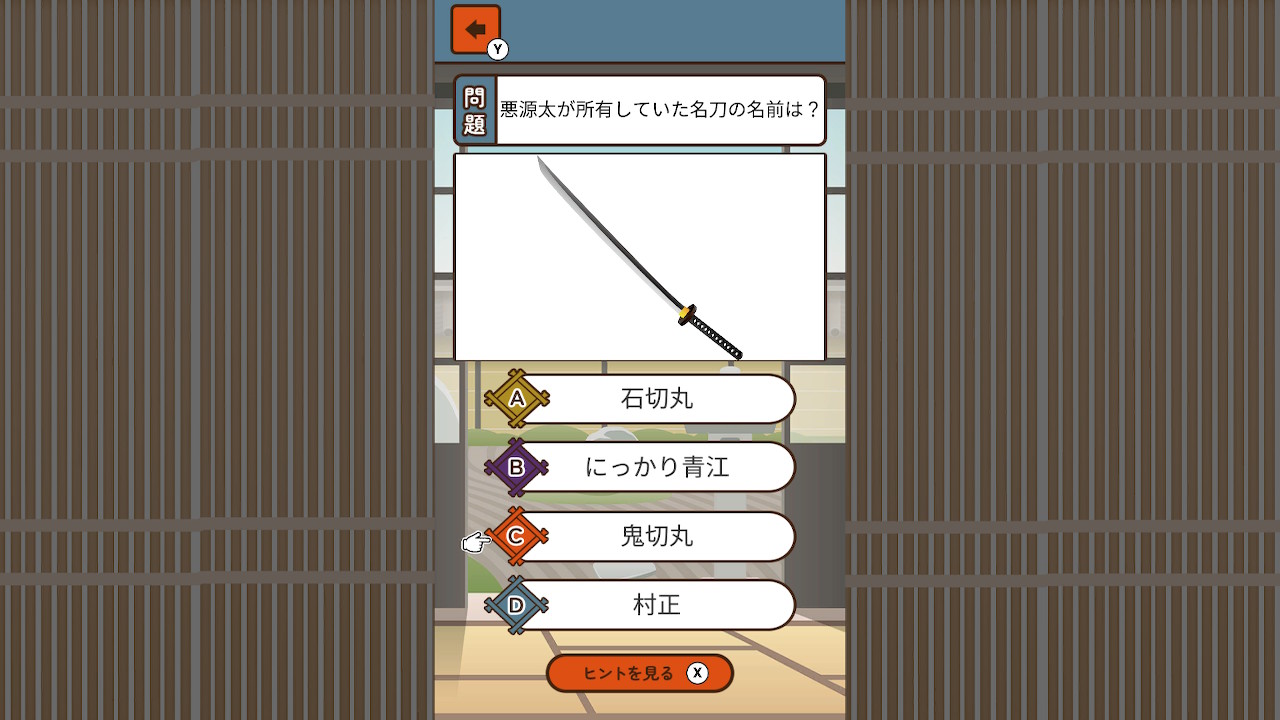 Y
問題
悪源太が所有していた名刀の名前は？
A 石切丸
B にっかり青江
C 鬼切丸
D 村正
ヒントを見る X